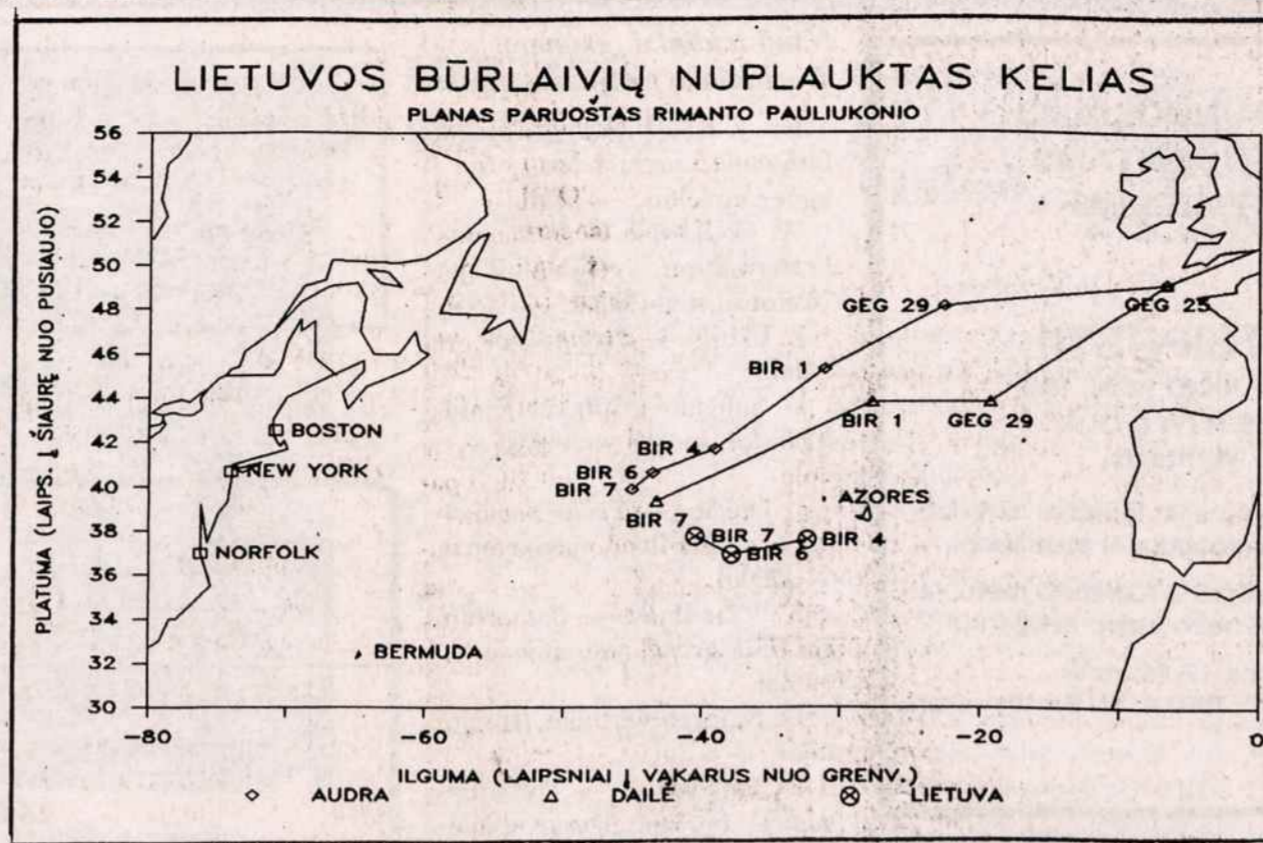 LIETUVOS BŪRLAIVIŲ NUPLAUKTAS KELIAS
PLANAS PARUOŠTAS RIMANTO PAULIUKONIO
PLATUMA (LAIPS. Į ŠIAURĘ NUO PUSIAUJO)
56
54
52
50
48
46
44
42
40
38
36
34
32
30
GEG 29
GEG 25
BIR 1
BIR 1
GEG 29
BOSTON
BIR 4
NEW YORK
BIR 6
BIR 7
AZORES
BIR 7
BIR 7
BIR 4
NORFOLK
BIR 6
BERMUDA
-80
-60
-40
-20
0
ILGUMA (LAIPSNIAI Į VAKARUS NUO GRENV.)
AUDRA
DAILĖ
LIETUVA